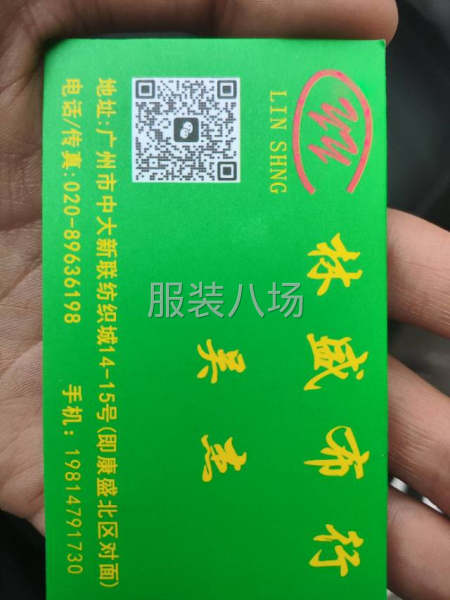 LIN SHNG
林盛布行
吴杰
地址:广州市中大新联纺织城14-15号(即康盛北区对面)
电话/传真:020-89636198 手机:19814791730
服装八场